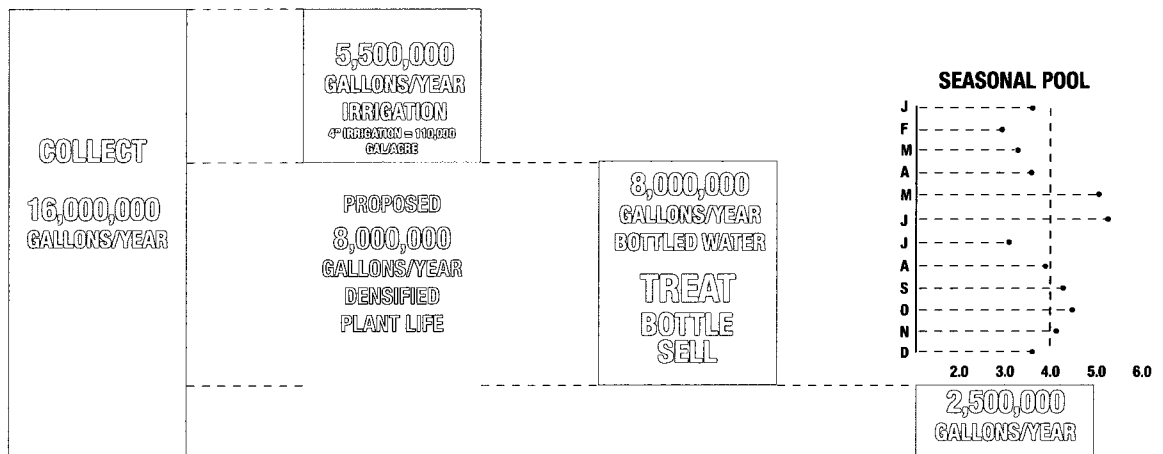 COLLECT
16,000,000
GALLONS/YEAR
5,500,000
GALLONS/YEAR
IRRIGATION
4" IRRIGATION = 110,000
GAL/ACRE
PROPOSED
8,000,000
GALLONS/YEAR
DENSIFIED
PLANT LIFE
8,000,000
GALLONS/YEAR
BOTTLED WATER
TREAT
BOTTLE
SELL
SEASONAL POOL
J
F
M
A
M
J
J
A
S
O
N
D
2.0 3.0 4.0 5.0 6.0
2,500,000
GALLONS/YEAR